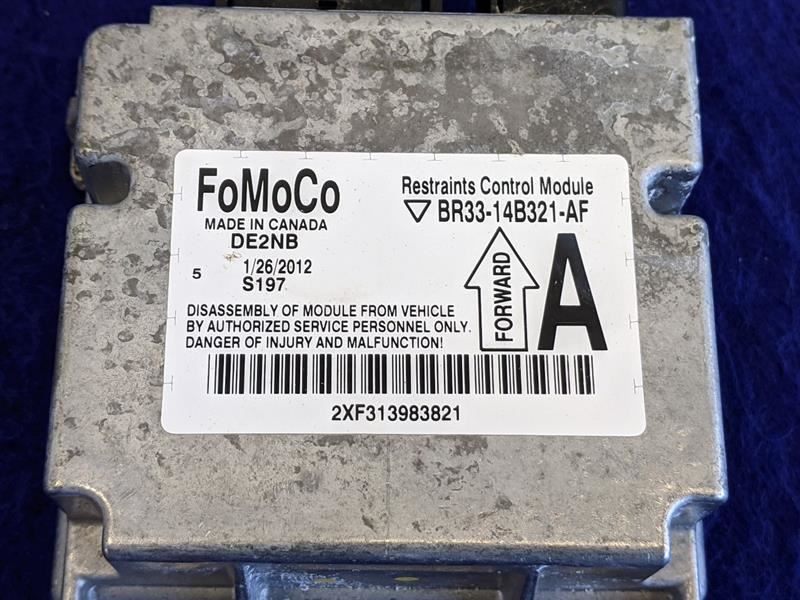 FoMoCo
MADE IN CANADA
DE2NB
5 1/26/2012
S197
Restraints Control Module
▽ BR33-14B321-AF
FORWARD
A
DISASSEMBLY OF MODULE FROM VEHICLE
BY AUTHORIZED SERVICE PERSONNEL ONLY.
DANGER OF INJURY AND MALFUNCTION!
2XF313983821